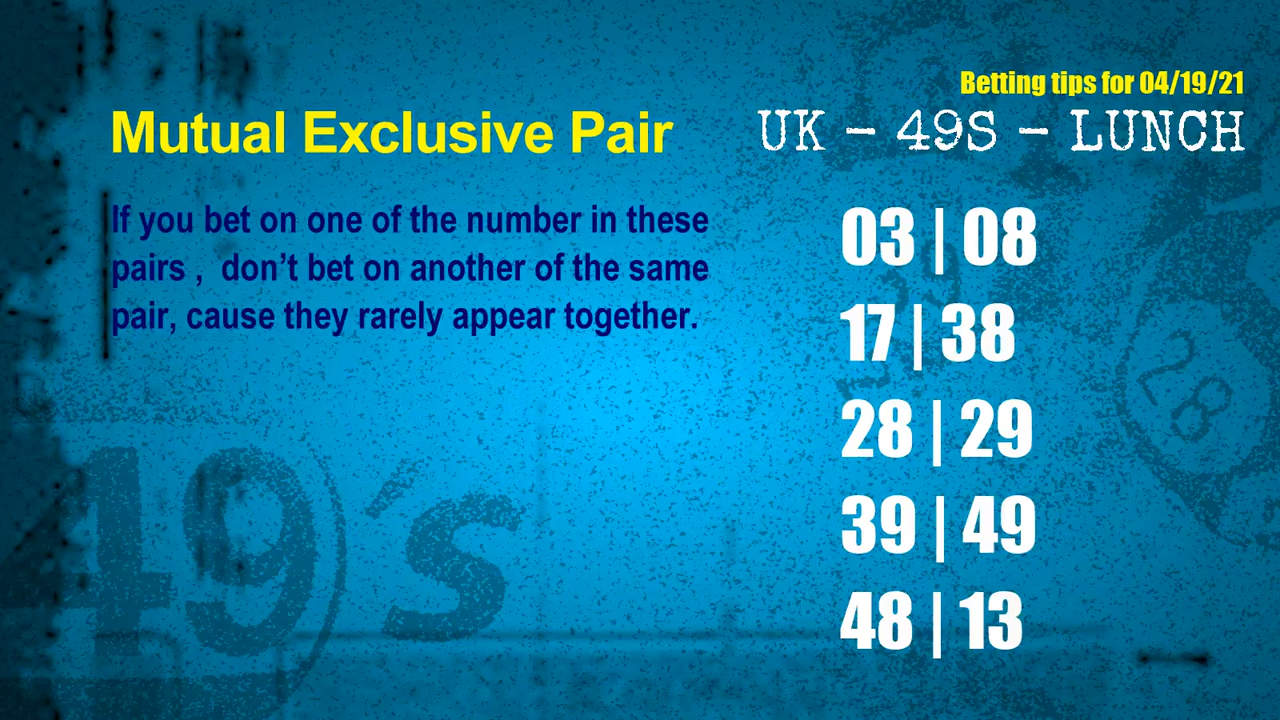 Betting tips for 04/19/21
Mutual Exclusive Pair
UK - 49S - LUNCH
If you bet on one of the number in these
pairs ,  don’t bet on another of the same
pair, cause they rarely appear together.
03 | 08
17 | 38
28 | 29
39 | 49
48 | 13
28
49's